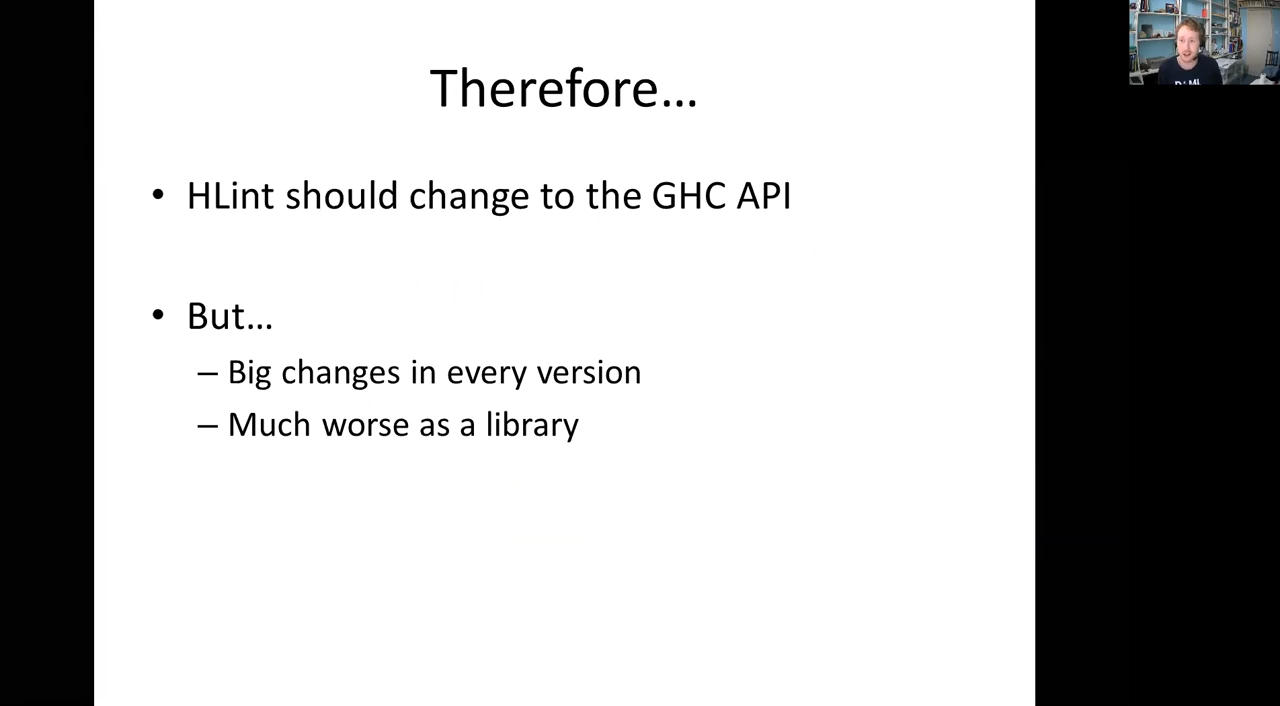 Therefore...
• HLint should change to the GHC API
• But...
– Big changes in every version
– Much worse as a library